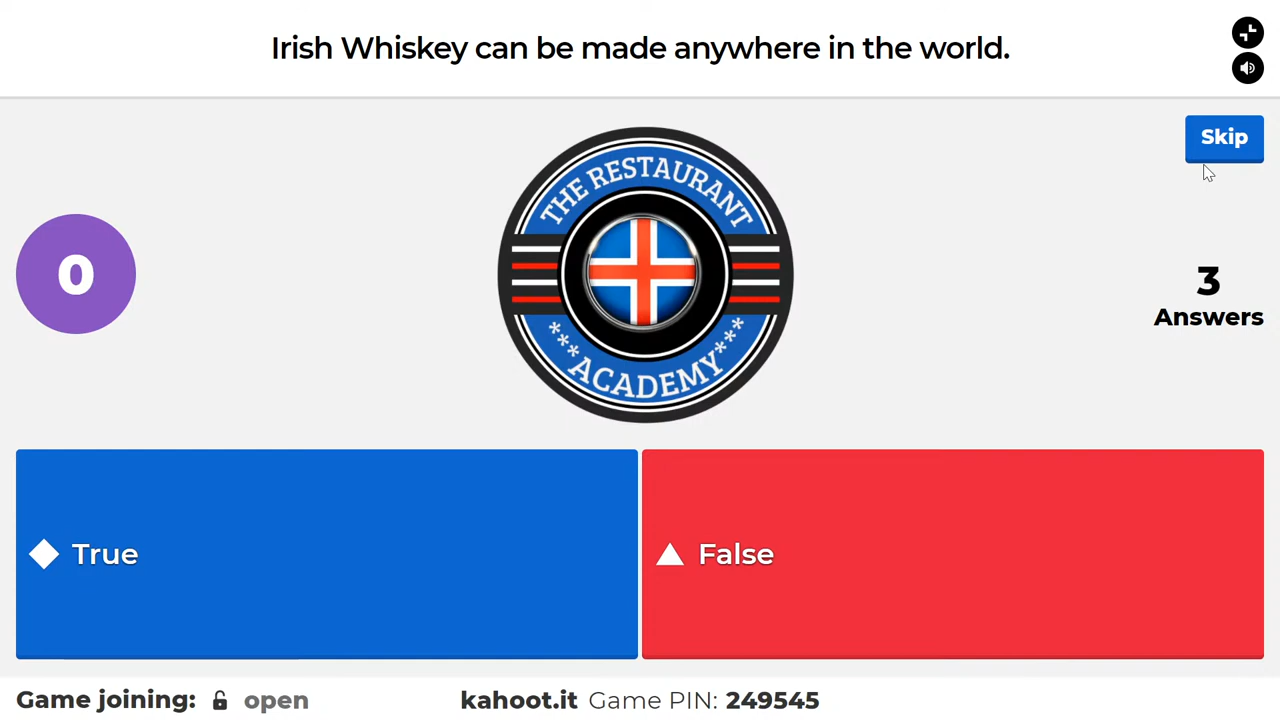 Irish Whiskey can be made anywhere in the world.
Skip
THE RESTAURANT
***ACADEMY***
0
3
Answers
True
False
Game joining: open
kahoot.it Game PIN: 249545